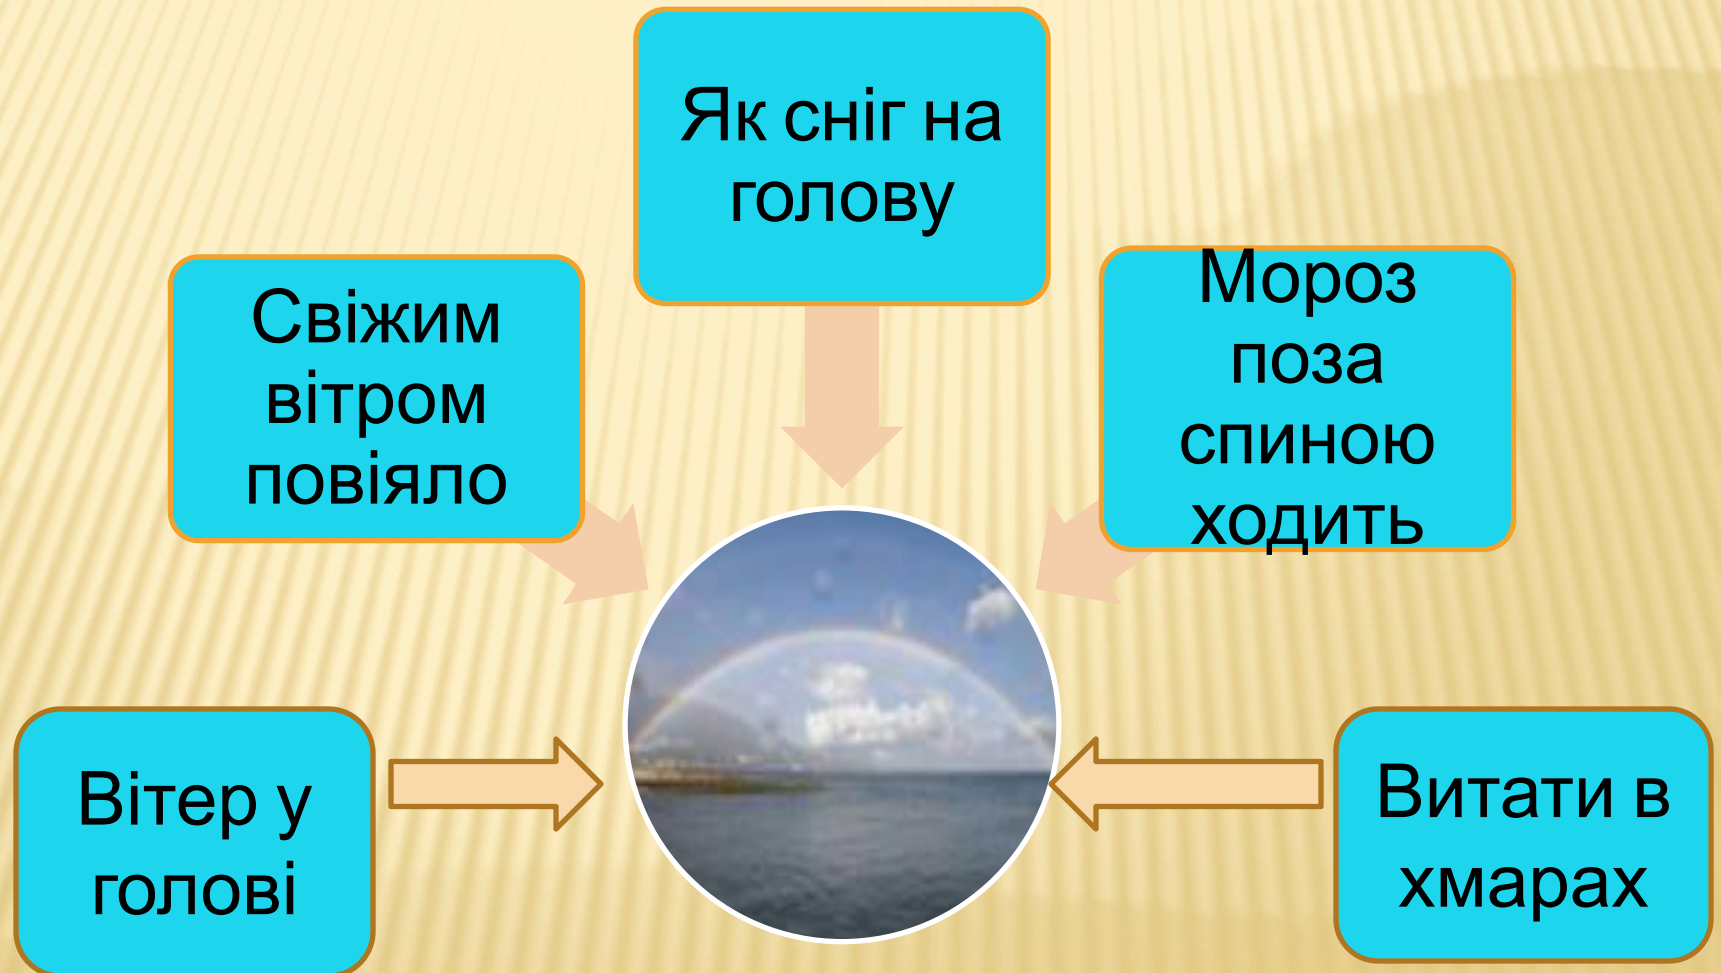 Як сніг на
голову
Свіжим
вітром
повіяло
Мороз
поза
спиною
ходить
Вітер у
голові
Витати в
хмарах